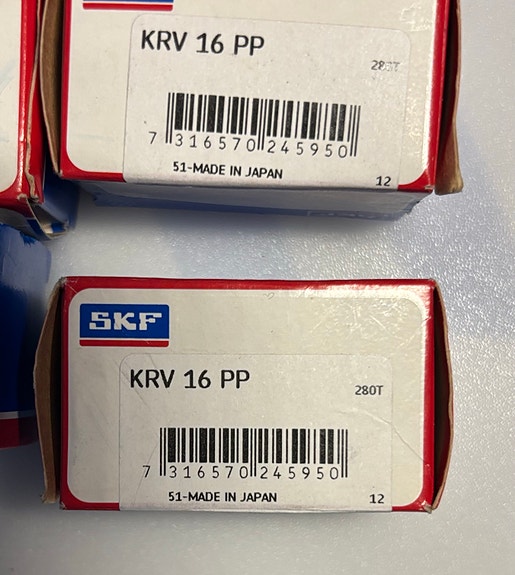 KRV 16 PP
280T
7 316570 245950
51-MADE IN JAPAN
12
SKF
KRV 16 PP
280T
7 316570 245950
51-MADE IN JAPAN
12